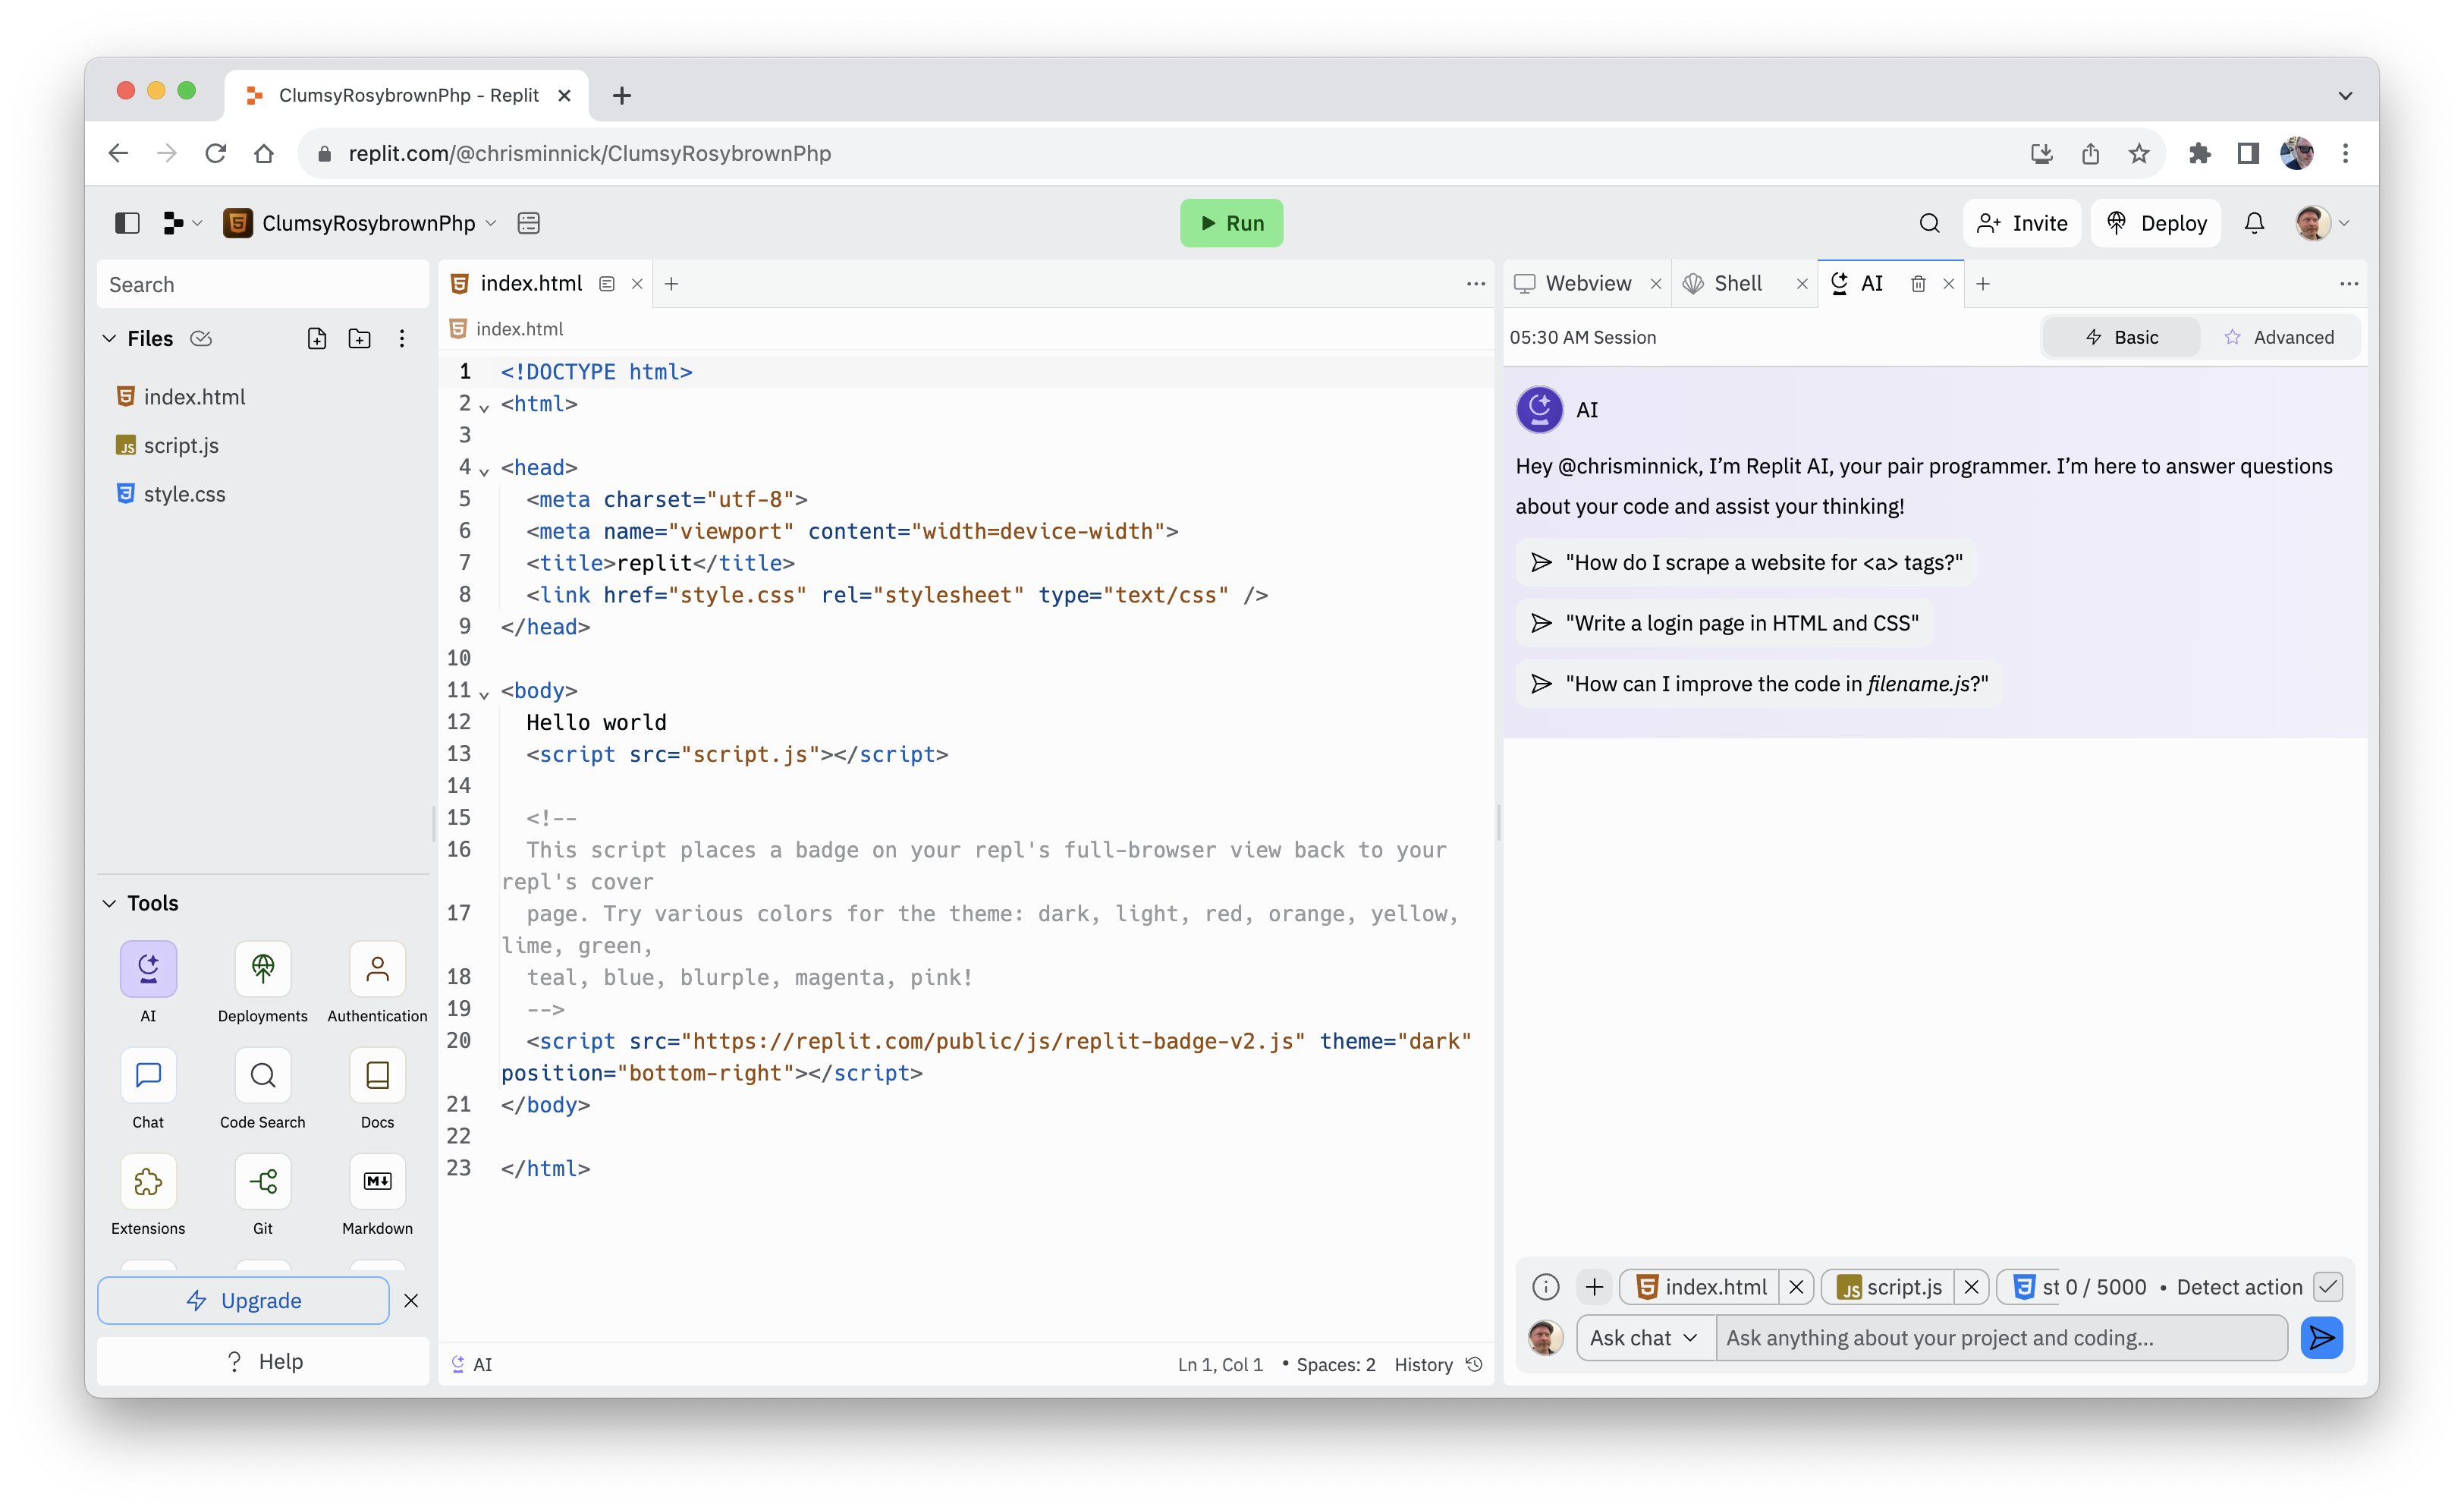 ClumsyRosybrownPhp - Replit
replit.com/@chrisminnick/ClumsyRosybrownPhp
ClumsyRosybrownPhp
Run
Invite
Deploy
Search
Files
index.html
script.js
style.css
Tools
AI
Deployments
Authentication
Chat
Code Search
Docs
Extensions
Git
Markdown
Upgrade
? Help
index.html
index.html
1 <!DOCTYPE html>
2 <html>
3
4 <head>
5 <meta charset="utf-8">
6 <meta name="viewport" content="width=device-width">
7 <title>replit</title>
8 <link href="style.css" rel="stylesheet" type="text/css" />
9 </head>
10
11 <body>
12 Hello world
13 <script src="script.js"></script>
14
15 <!--
16 This script places a badge on your repl's full-browser view back to your
repl's cover
17 page. Try various colors for the theme: dark, light, red, orange, yellow,
lime, green,
18 teal, blue, blurple, magenta, pink!
19 -->
20 <script src="https://replit.com/public/js/replit-badge-v2.js" theme="dark"
position="bottom-right"></script>
21 </body>
22
23 </html>
AI
Ln 1, Col 1 • Spaces: 2 History
Webview
Shell
AI
05:30 AM Session
Basic
Advanced
AI
Hey @chrisminnick, I’m Replit AI, your pair programmer. I’m here to answer questions
about your code and assist your thinking!
"How do I scrape a website for <a> tags?"
"Write a login page in HTML and CSS"
"How can I improve the code in filename.js?"
index.html
JS script.js
st 0 / 5000 • Detect action
Ask chat
Ask anything about your project and coding...